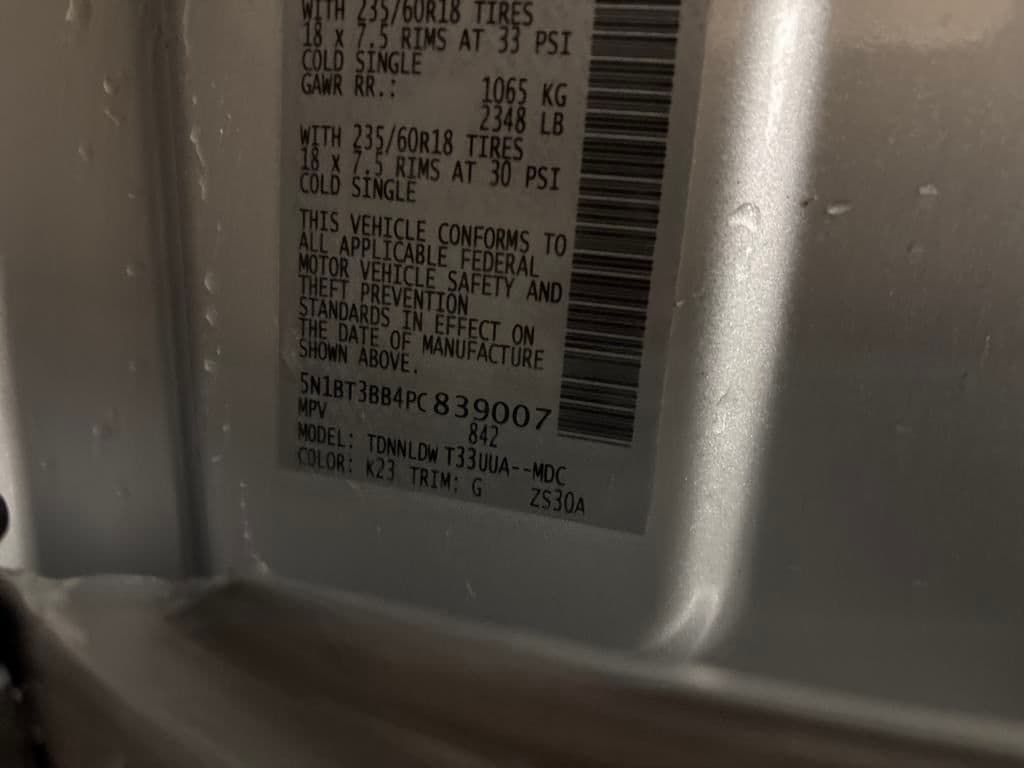 WITH 235/60R18 TIRES
18 x 7.5 RIMS AT 33 PSI
COLD SINGLE
GAWR RR.: 1065 KG
2348 LB
WITH 235/60R18 TIRES
18 x 7.5 RIMS AT 30 PSI
COLD SINGLE
THIS VEHICLE CONFORMS TO
ALL APPLICABLE FEDERAL
MOTOR VEHICLE SAFETY AND
THEFT PREVENTION
STANDARDS IN EFFECT ON
THE DATE OF MANUFACTURE
SHOWN ABOVE.
5N1BT3BB4PC839007
MPV 842
MODEL: TDNNLDW T33UUA--MDC
COLOR: K23 TRIM: G ZS30A